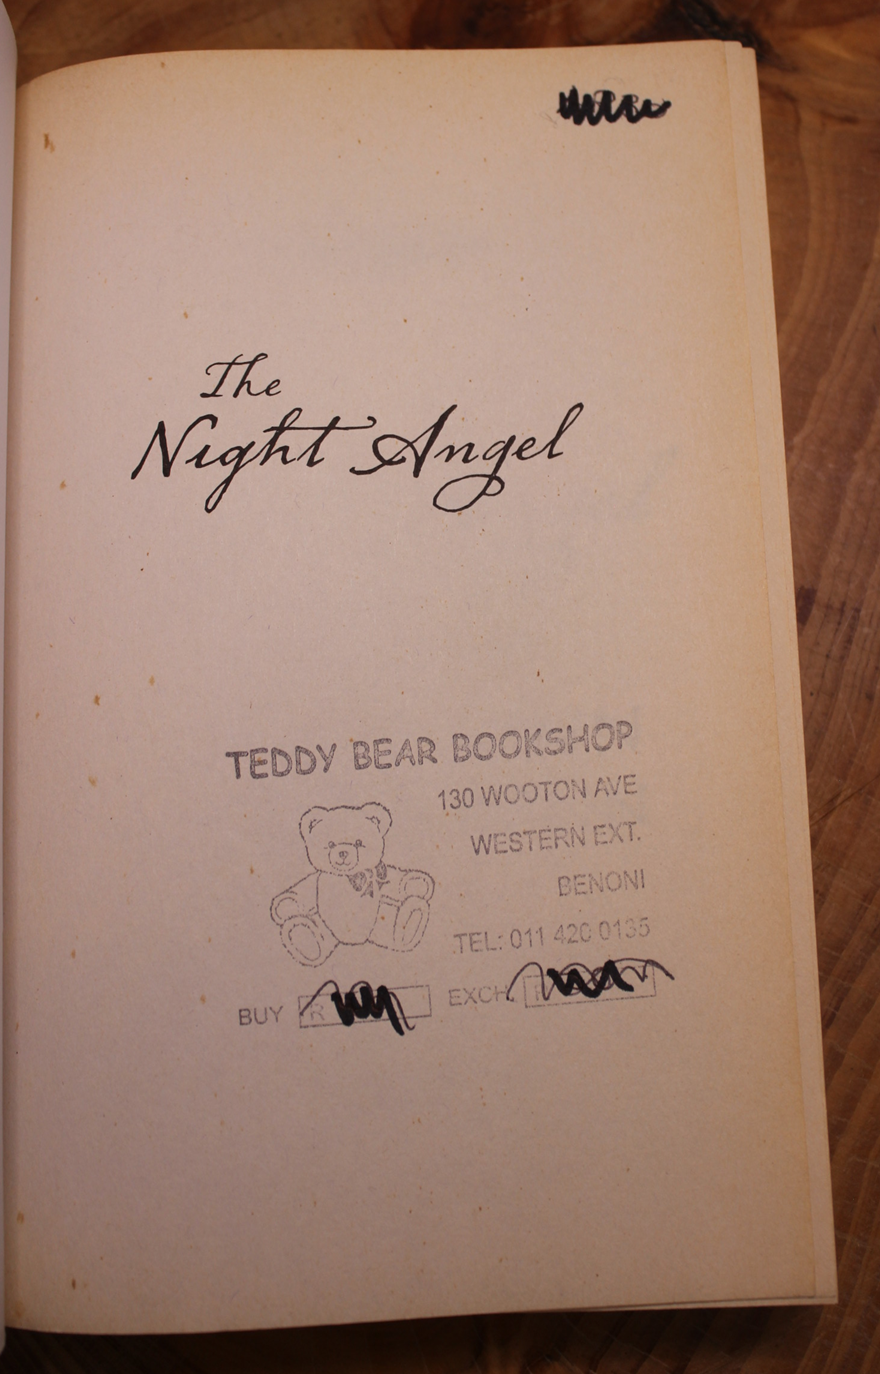 The
Night Angel
TEDDY BEAR BOOKSHOP
130 WOOTON AVE
WESTERN EXT.
BENONI
TEL: 011 420 0135
BUY R EXCH.